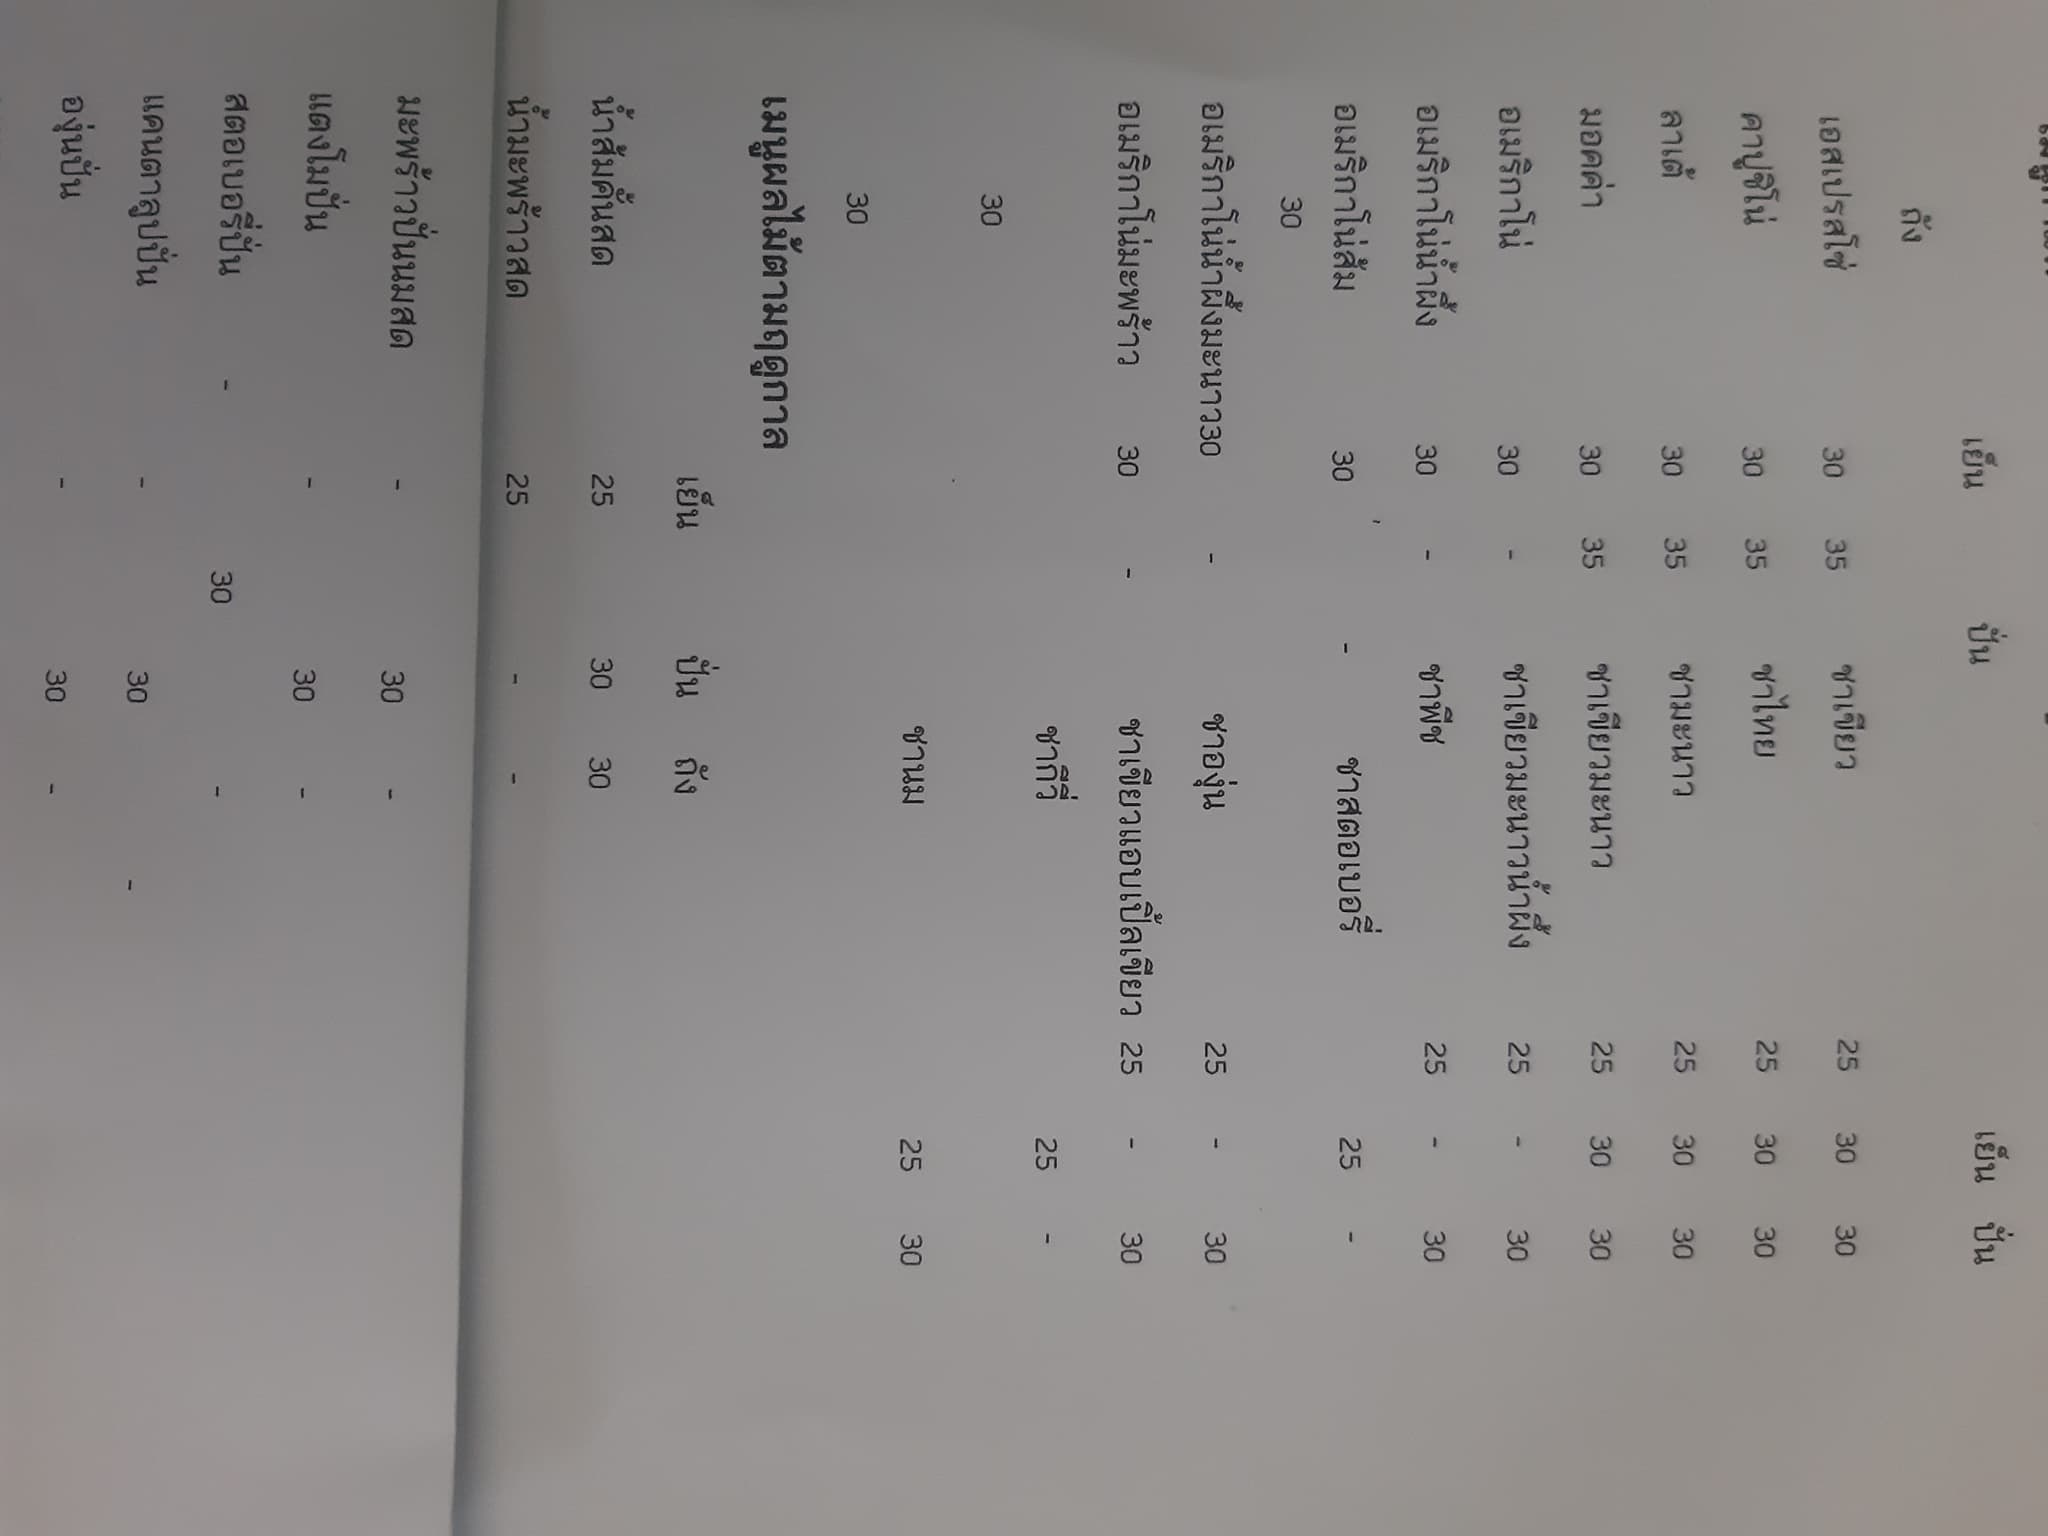 เย็น ปั่น เย็น ปั่น
ถัง
เอสเปรสโซ่ 30 35 ชาเขียว 25 30 30
คาปูชิโน่ 30 35 ชาไทย 25 30 30
ลาเต้ 30 35 ชามะนาว 25 30 30
มอคค่า 30 35 ชาเขียวมะนาว 25 30 30
อเมริกาโน่ 30 - ชาเขียวมะนาวน้ำผึ้ง 25 - 30
อเมริกาโน่น้ำผึ้ง 30 - ชาพีช 25 - 30
อเมริกาโน่ส้ม 30 - ชาสตอเบอรี่ 25 -
30
อเมริกาโน่น้ำผึ้งมะนาว30 - ชาองุ่น 25 - 30
อเมริกาโน่มะพร้าว 30 - ชาเขียวแอบเปิ้ลเขียว 25 - 30
ชากีวี่ 25 -
30
ชานม 25 30
30
เมนูผลไม้ตามฤดูกาล
เย็น ปั่น ถัง
น้ำส้มคั้นสด 25 30 30
น้ำมะพร้าวสด 25 - -
มะพร้าวปั่นนมสด - 30 -
แตงโมปั่น - 30 -
สตอเบอรี่ปั่น - 30 -
แคนตาลูปปั่น - 30 -
องุ่นปั่น - 30 -